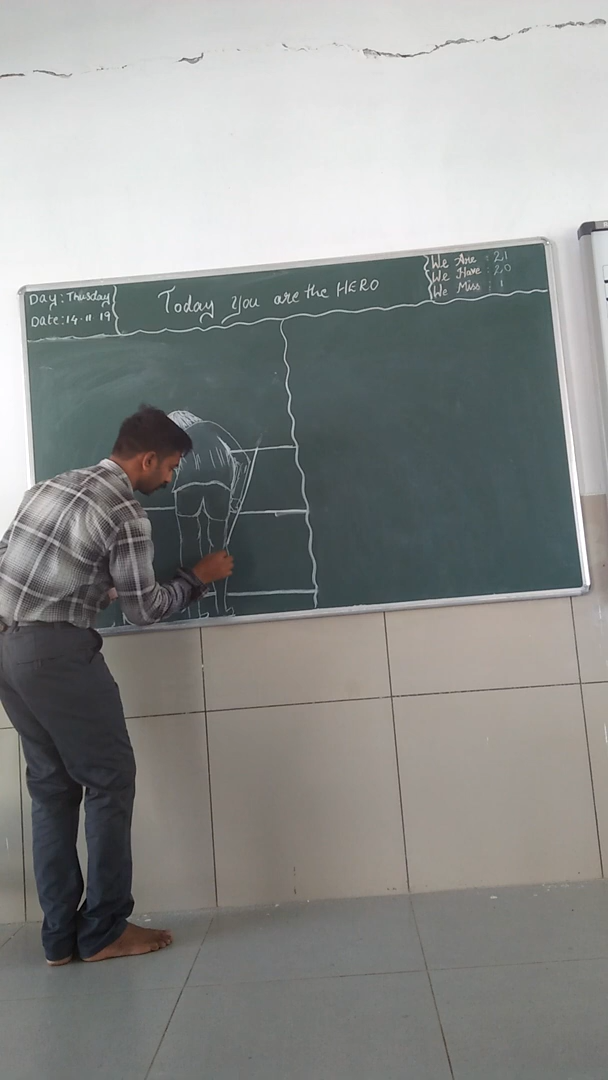 Day: Thusday
Date: 14.11.19
Today you are the HERO
We Are : 21
We Have : 20
We Miss : 1